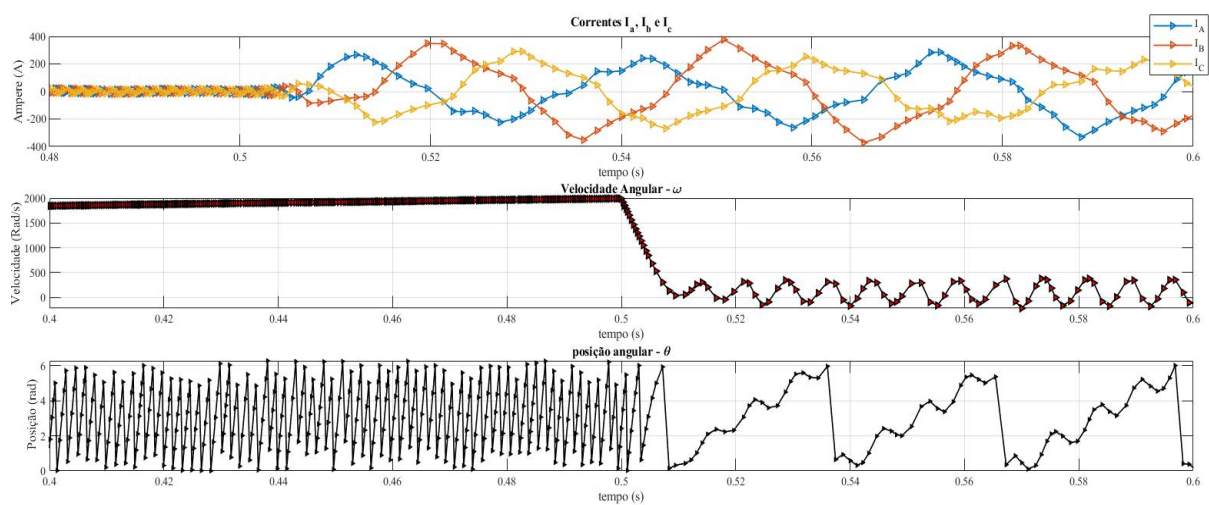 Correntes I_a, I_b e I_c
I_A
I_B
I_C
Ampere (A)
400
200
0
-200
-400
0.48 0.5 0.52 0.54 0.56 0.58 0.6
tempo (s)
Velocidade Angular - ω
Velocidade (Rad/s)
2000
1500
1000
500
0
0.4 0.42 0.44 0.46 0.48 0.5 0.52 0.54 0.56 0.58 0.6
tempo (s)
posição angular - θ
Posição (rad)
6
4
2
0
0.4 0.42 0.44 0.46 0.48 0.5 0.52 0.54 0.56 0.58 0.6
tempo (s)